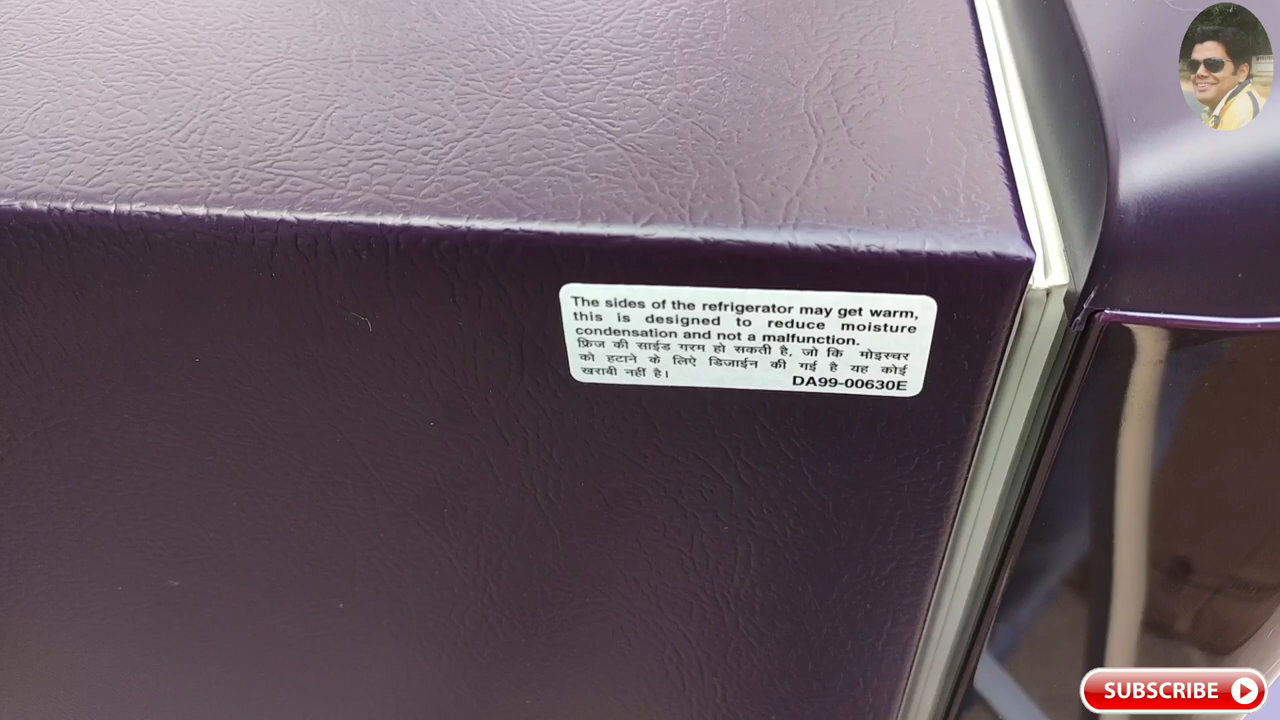 The sides of the refrigerator may get warm,
this is designed to reduce moisture
condensation and not a malfunction.
फ्रिज की साईड गरम हो सकती है, जो कि मोइस्चर
को हटाने के लिऐ डिजाईन की गई है यह कोई
खराबी नहीं है।
DA99-00630E
SUBSCRIBE